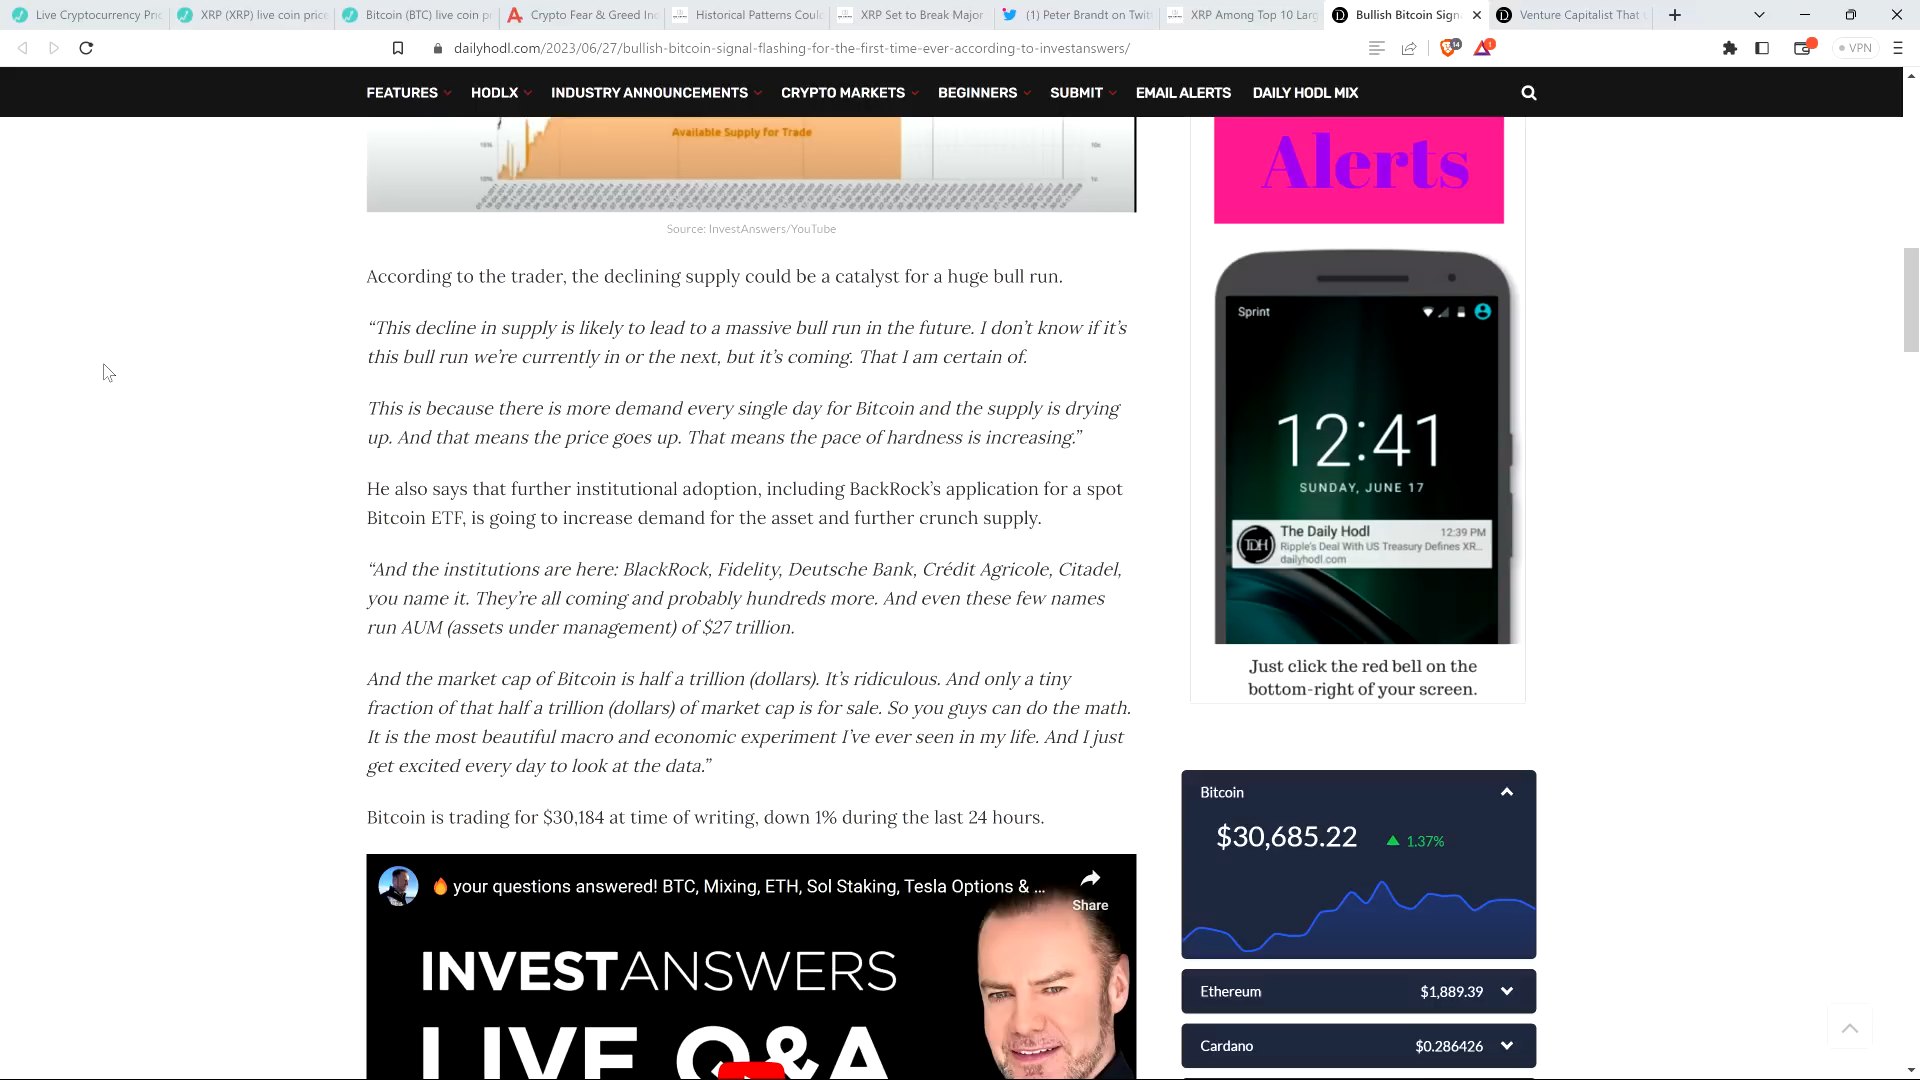 Live Cryptocurrency Pric
XRP (XRP) live coin price
Bitcoin (BTC) live coin pr
Crypto Fear & Greed Ind
Historical Patterns Could
XRP Set to Break Major
(1) Peter Brandt on Twitt
XRP Among Top 10 Larg
Bullish Bitcoin Sign
Venture Capitalist That
dailyhodl.com/2023/06/27/bullish-bitcoin-signal-flashing-for-the-first-time-ever-according-to-investanswers/
VPN
FEATURES HODLX INDUSTRY ANNOUNCEMENTS CRYPTO MARKETS BEGINNERS SUBMIT EMAIL ALERTS DAILY HODL MIX
Available Supply for Trade
Source: InvestAnswers/YouTube
According to the trader, the declining supply could be a catalyst for a huge bull run.
“This decline in supply is likely to lead to a massive bull run in the future. I don’t know if it’s
this bull run we’re currently in or the next, but it’s coming. That I am certain of.
This is because there is more demand every single day for Bitcoin and the supply is drying
up. And that means the price goes up. That means the pace of hardness is increasing.”
He also says that further institutional adoption, including BackRock’s application for a spot
Bitcoin ETF, is going to increase demand for the asset and further crunch supply.
“And the institutions are here: BlackRock, Fidelity, Deutsche Bank, Crédit Agricole, Citadel,
you name it. They’re all coming and probably hundreds more. And even these few names
run AUM (assets under management) of $27 trillion.
And the market cap of Bitcoin is half a trillion (dollars). It’s ridiculous. And only a tiny
fraction of that half a trillion (dollars) of market cap is for sale. So you guys can do the math.
It is the most beautiful macro and economic experiment I’ve ever seen in my life. And I just
get excited every day to look at the data.”
Bitcoin is trading for $30,184 at time of writing, down 1% during the last 24 hours.
your questions answered! BTC, Mixing, ETH, Sol Staking, Tesla Options & ...
Share
INVESTANSWERS
LIVE Q&A
Alerts
Sprint
12:41
SUNDAY, JUNE 17
TDH
The Daily Hodl
12:39 PM
Ripple's Deal With US Treasury Defines XR...
dailyhodl.com
Just click the red bell on the
bottom-right of your screen.
Bitcoin
$30,685.22
1.37%
Ethereum
$1,889.39
Cardano
$0.286426